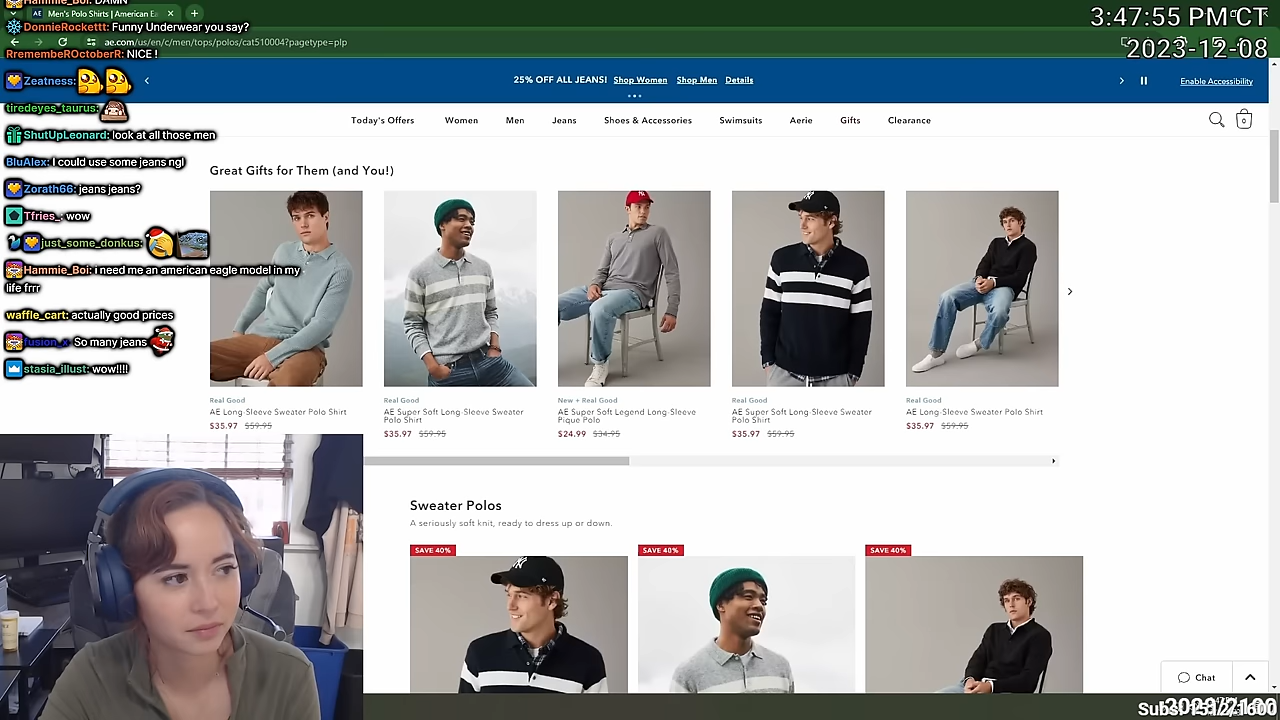 Hammie_Boi: DAMN
Men's Polo Shirts | American Ea
3:47:55 PM CT
DonnieRockettt: Funny Underwear you say?
ae.com/us/en/c/men/tops/polos/cat510004?pagetype=plp
2023-12-08
RremembeROctobeR: NICE !
Zeatness:
25% OFF ALL JEANS! Shop Women Shop Men Details
Enable Accessibility
tiredeyes_taurus:
Today's Offers Women Men Jeans Shoes & Accessories Swimsuits Aerie Gifts Clearance
0
ShutUpLeonard: look at all those men
BluAlex: I could use some jeans ngl
Great Gifts for Them (and You!)
Zorath66: jeans jeans?
Tfries_: wow
just_some_donkus:
Hammie_Boi: i need me an american eagle model in my
life frrr
waffle_cart: actually good prices
fusion_x: So many jeans
stasia_illust: wow!!!!
Real Good
AE Long-Sleeve Sweater Polo Shirt
$35.97 $59.95
Real Good
AE Super Soft Long-Sleeve Sweater
Polo Shirt
$35.97 $59.95
New + Real Good
AE Super Soft Legend Long-Sleeve
Pique Polo
$24.99 $34.95
Real Good
AE Super Soft Long-Sleeve Sweater
Polo Shirt
$35.97 $59.95
Real Good
AE Long-Sleeve Sweater Polo Shirt
$35.97 $59.95
Sweater Polos
A seriously soft knit, ready to dress up or down.
SAVE 40%
SAVE 40%
SAVE 40%
Chat